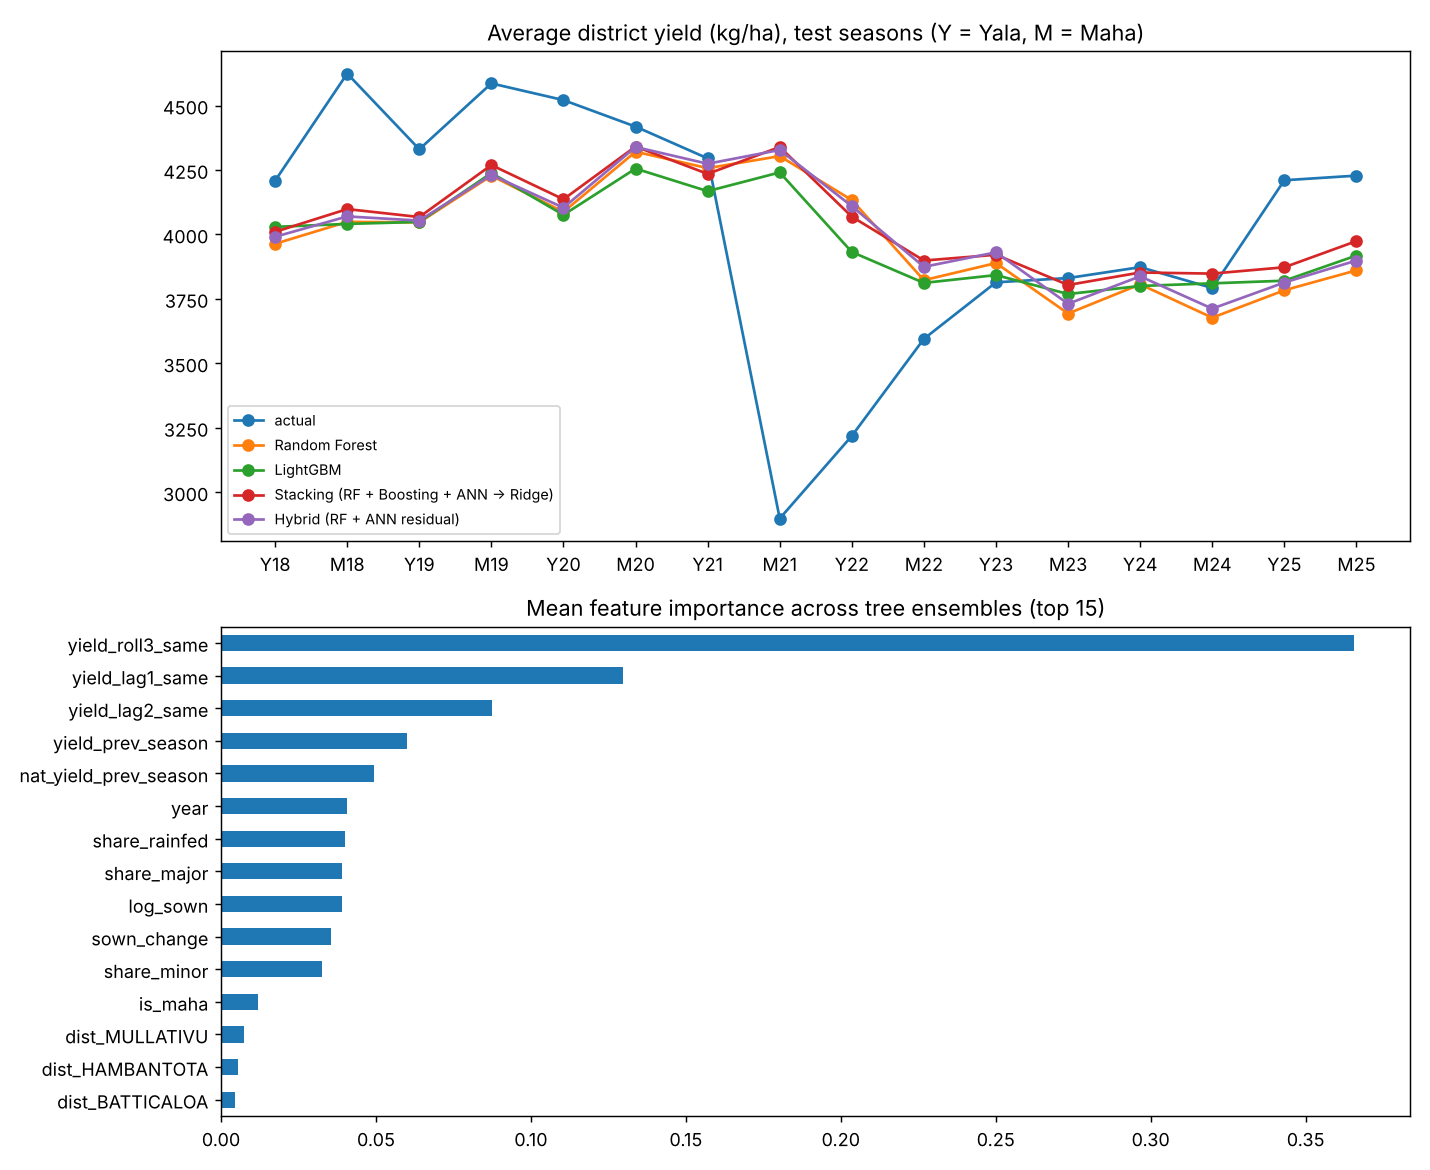 Average district yield (kg/ha), test seasons (Y = Yala, M = Maha)
4500
4250
4000
3750
3500
3250
3000
actual
Random Forest
LightGBM
Stacking (RF + Boosting + ANN → Ridge)
Hybrid (RF + ANN residual)
Y18 M18 Y19 M19 Y20 M20 Y21 M21 Y22 M22 Y23 M23 Y24 M24 Y25 M25
Mean feature importance across tree ensembles (top 15)
yield_roll3_same
yield_lag1_same
yield_lag2_same
yield_prev_season
nat_yield_prev_season
year
share_rainfed
share_major
log_sown
sown_change
share_minor
is_maha
dist_MULLATIVU
dist_HAMBANTOTA
dist_BATTICALOA
0.00 0.05 0.10 0.15 0.20 0.25 0.30 0.35